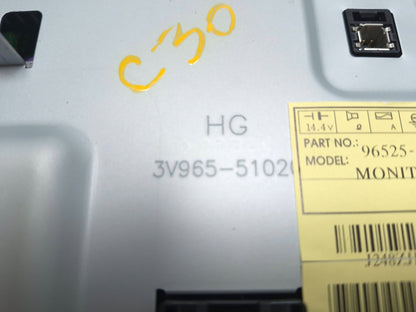 C30
HG
3V965-5102
14.4V Ω A
PART NO.: 96525-
MODEL: MONIT